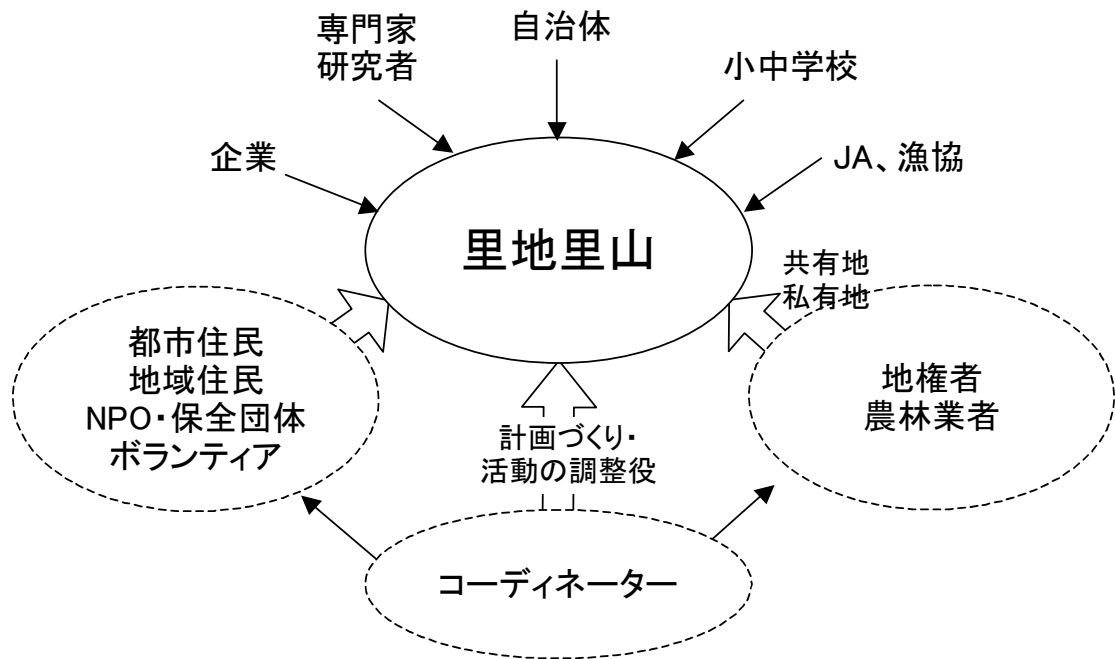 専門家
研究者
自治体
小中学校
企業
JA、漁協
里地里山
共有地
私有地
都市住民
地域住民
NPO・保全団体
ボランティア
地権者
農林業者
計画づくり・
活動の調整役
コーディネーター